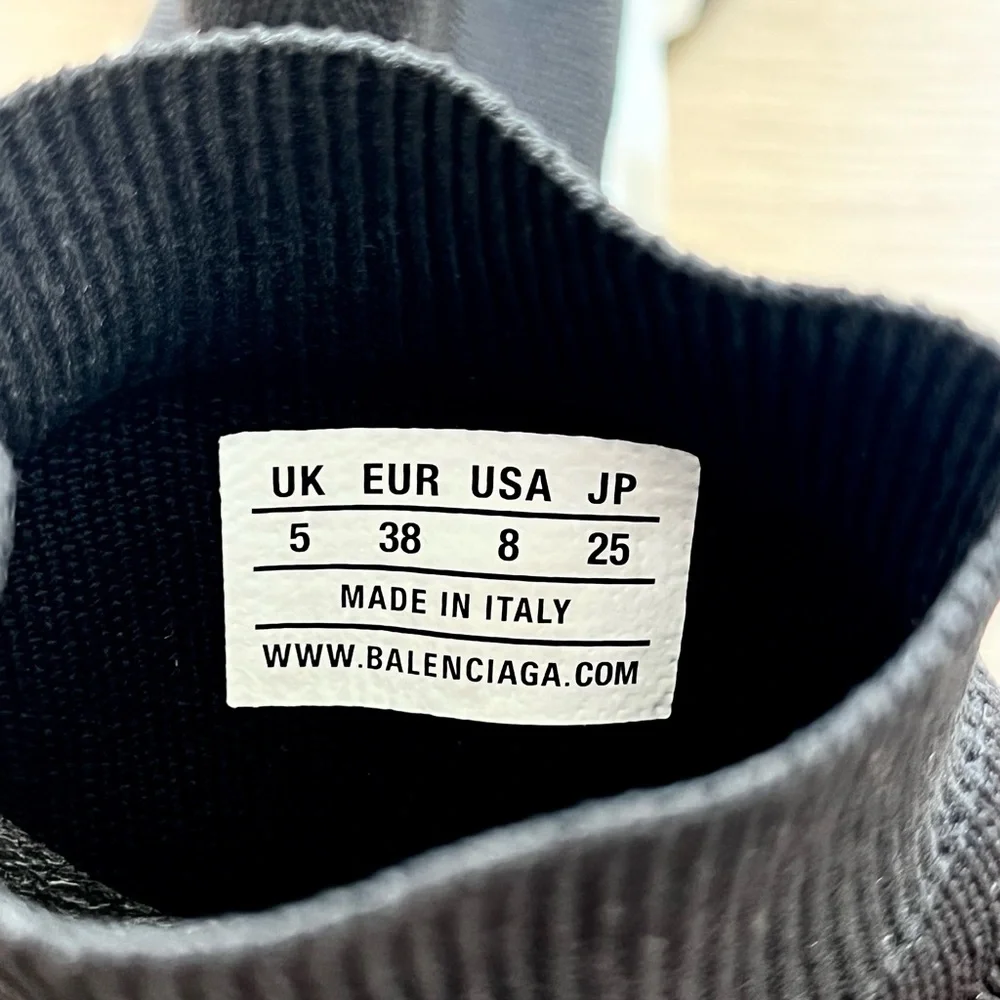 UK EUR USA JP
5 38 8 25
MADE IN ITALY
WWW.BALENCIAGA.COM